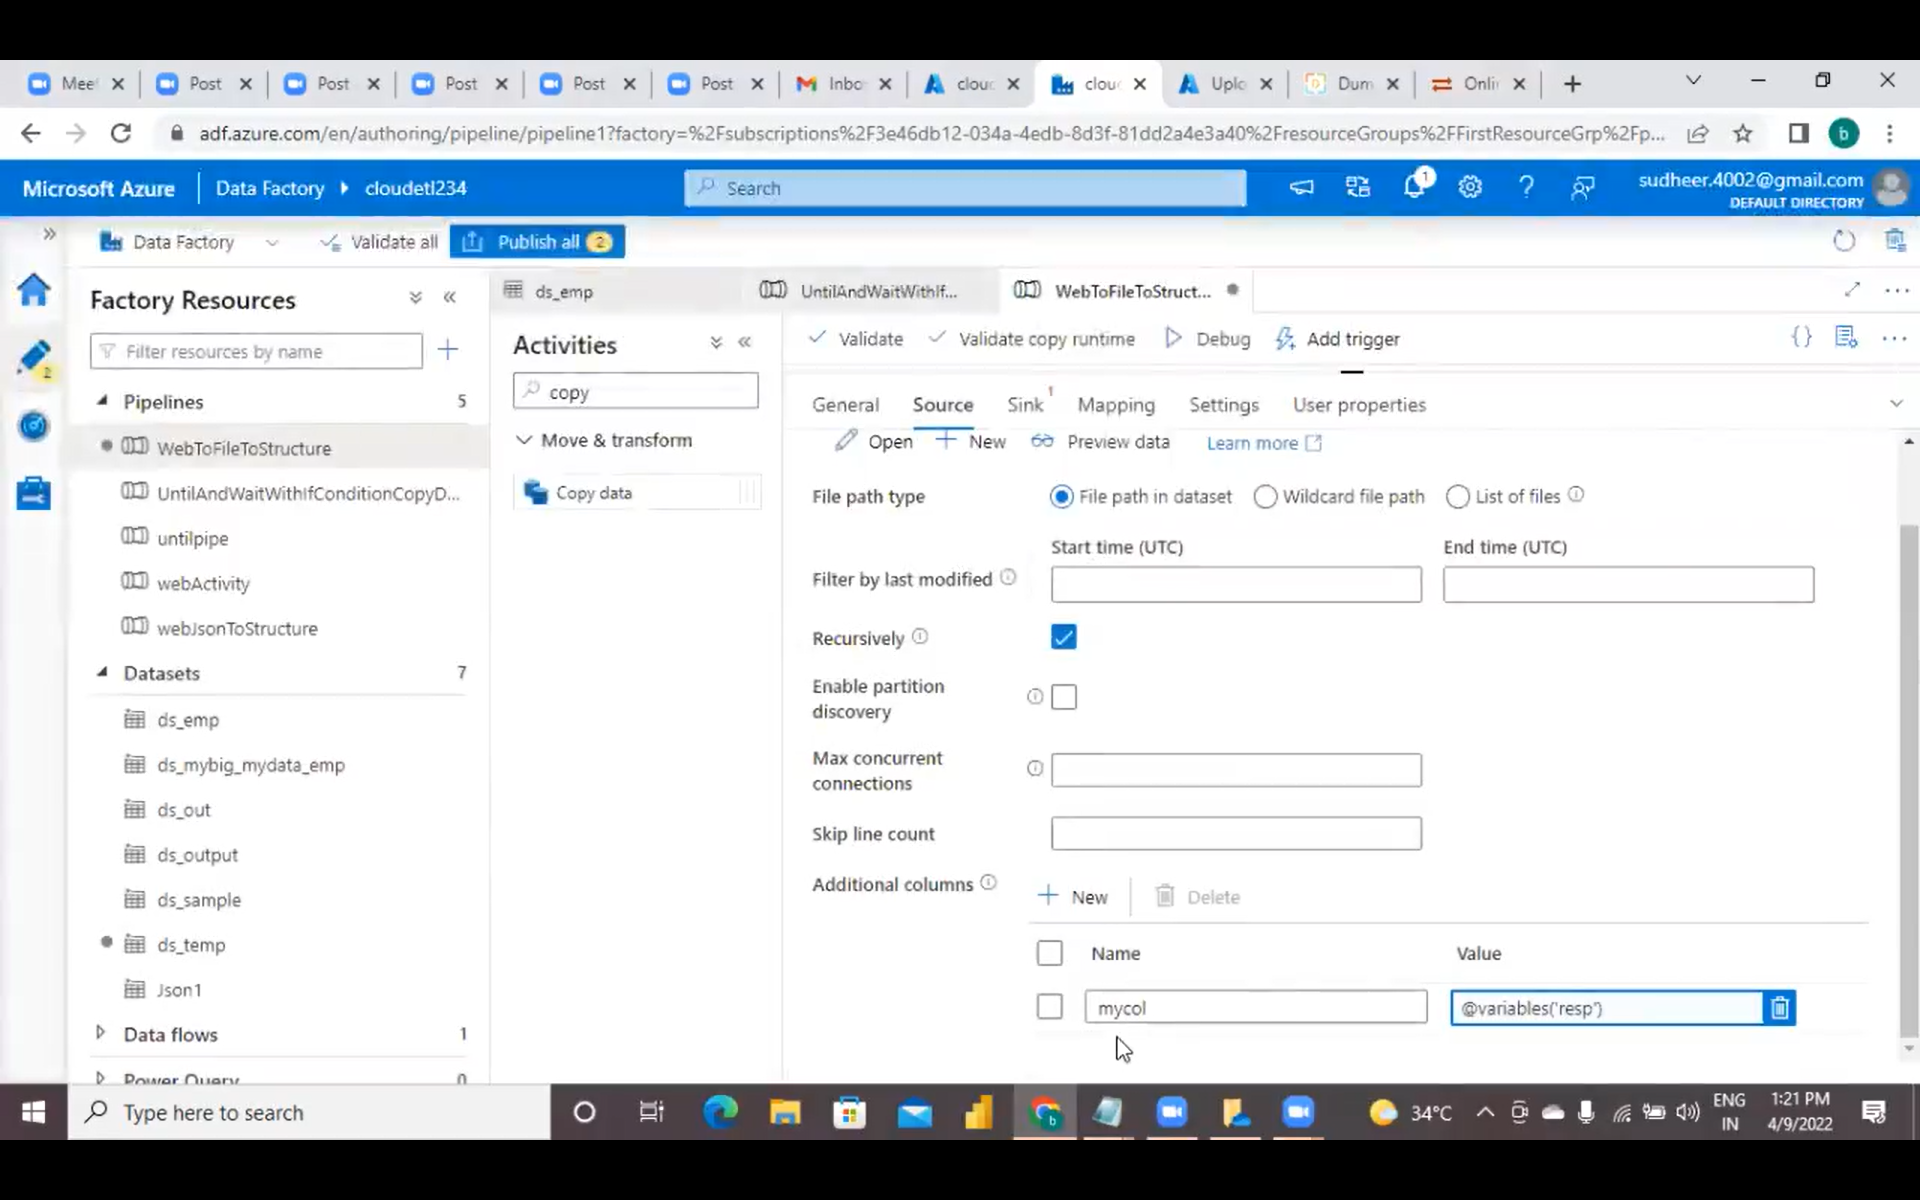 Mee Post Post Post Post Post Inbo clou clou Uplo Dum Onli
adf.azure.com/en/authoring/pipeline/pipeline1?factory=%2Fsubscriptions%2F3e46db12-034a-4edb-8d3f-81dd2a4e3a40%2FresourceGroups%2FFirstResourceGrp%2Fp...
b
Microsoft Azure Data Factory cloudetl234
Search
1
sudheer.4002@gmail.com
DEFAULT DIRECTORY
Data Factory Validate all Publish all 2
Factory Resources
Filter resources by name
2
Pipelines 5
WebToFileToStructure
UntilAndWaitWithIfConditionCopyD...
untilpipe
webActivity
webJsonToStructure
Datasets 7
ds_emp
ds_mybig_mydata_emp
ds_out
ds_output
ds_sample
ds_temp
Json1
Data flows 1
Power Query 0
ds_emp UntilAndWaitWithIf... WebToFileToStruct...
Activities
copy
Move & transform
Copy data
Validate Validate copy runtime Debug Add trigger
General Source Sink 1 Mapping Settings User properties
Open New Preview data Learn more
File path type File path in dataset Wildcard file path List of files
Start time (UTC) End time (UTC)
Filter by last modified
Recursively
Enable partition
discovery
Max concurrent
connections
Skip line count
Additional columns New Delete
Name Value
mycol @variables('resp')
Type here to search
b
34°C
ENG
IN
1:21 PM
4/9/2022